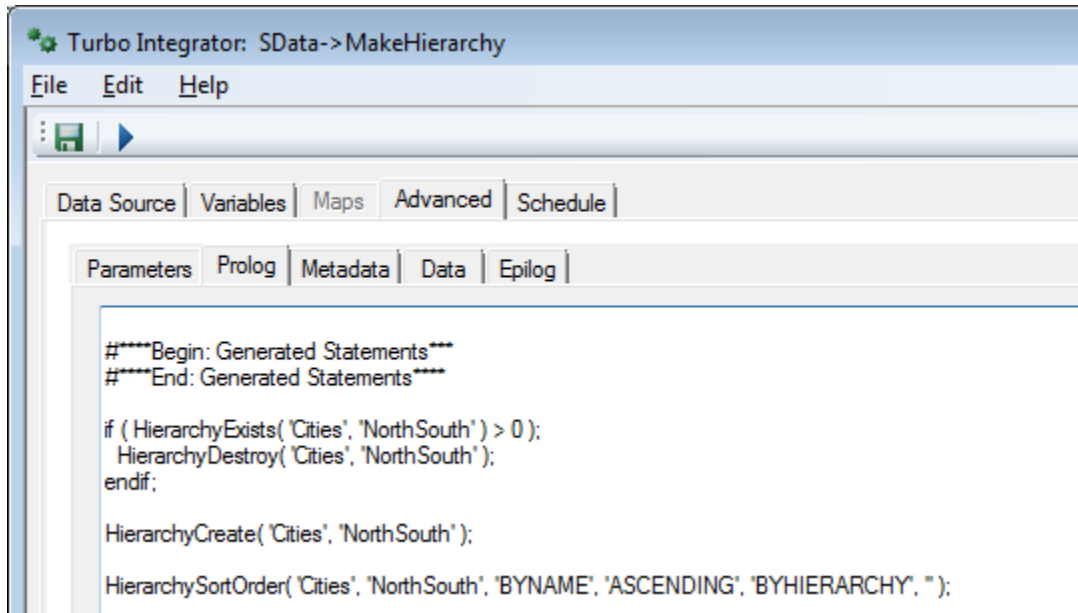 Turbo Integrator: SData->MakeHierarchy
File Edit Help
Data Source Variables Maps Advanced Schedule
Parameters Prolog Metadata Data Epilog
#****Begin: Generated Statements***
#****End: Generated Statements****
if ( HierarchyExists( 'Cities', 'NorthSouth' ) > 0 );
HierarchyDestroy( 'Cities', 'NorthSouth' );
endif;
HierarchyCreate( 'Cities', 'NorthSouth' );
HierarchySortOrder( 'Cities', 'NorthSouth', 'BYNAME', 'ASCENDING', 'BYHIERARCHY', '' );